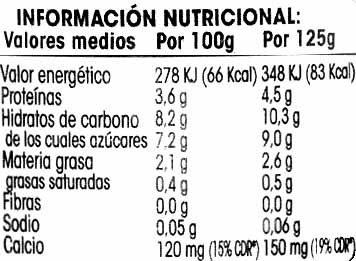 INFORMACIÓN NUTRICIONAL:
Valores medios Por 100g Por 125g
Valor energético 278 KJ (66 Kcal) 348 KJ (83 Kcal)
Proteínas 3,6 g 4,5 g
Hidratos de carbono 8,2 g 10,3 g
de los cuales azúcares 7,2 g 9,0 g
Materia grasa 2,1 g 2,6 g
grasas saturadas 0,4 g 0,5 g
Fibras 0,0 g 0,0 g
Sodio 0,05 g 0,06 g
Calcio 120 mg (15% CDR*) 150 mg (19% CDR*)